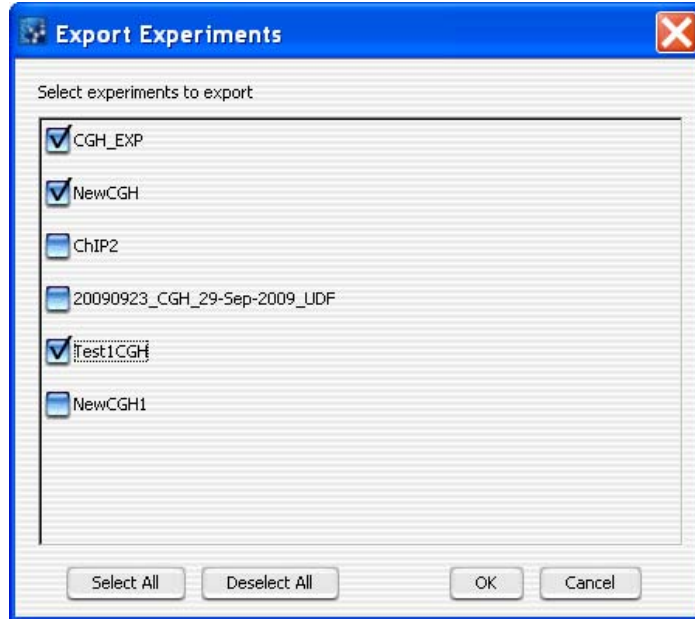 Export Experiments
Select experiments to export
CGH_EXP
NewCGH
ChIP2
20090923_CGH_29-Sep-2009_UDF
Test1CGH
NewCGH1
Select All Deselect All OK Cancel